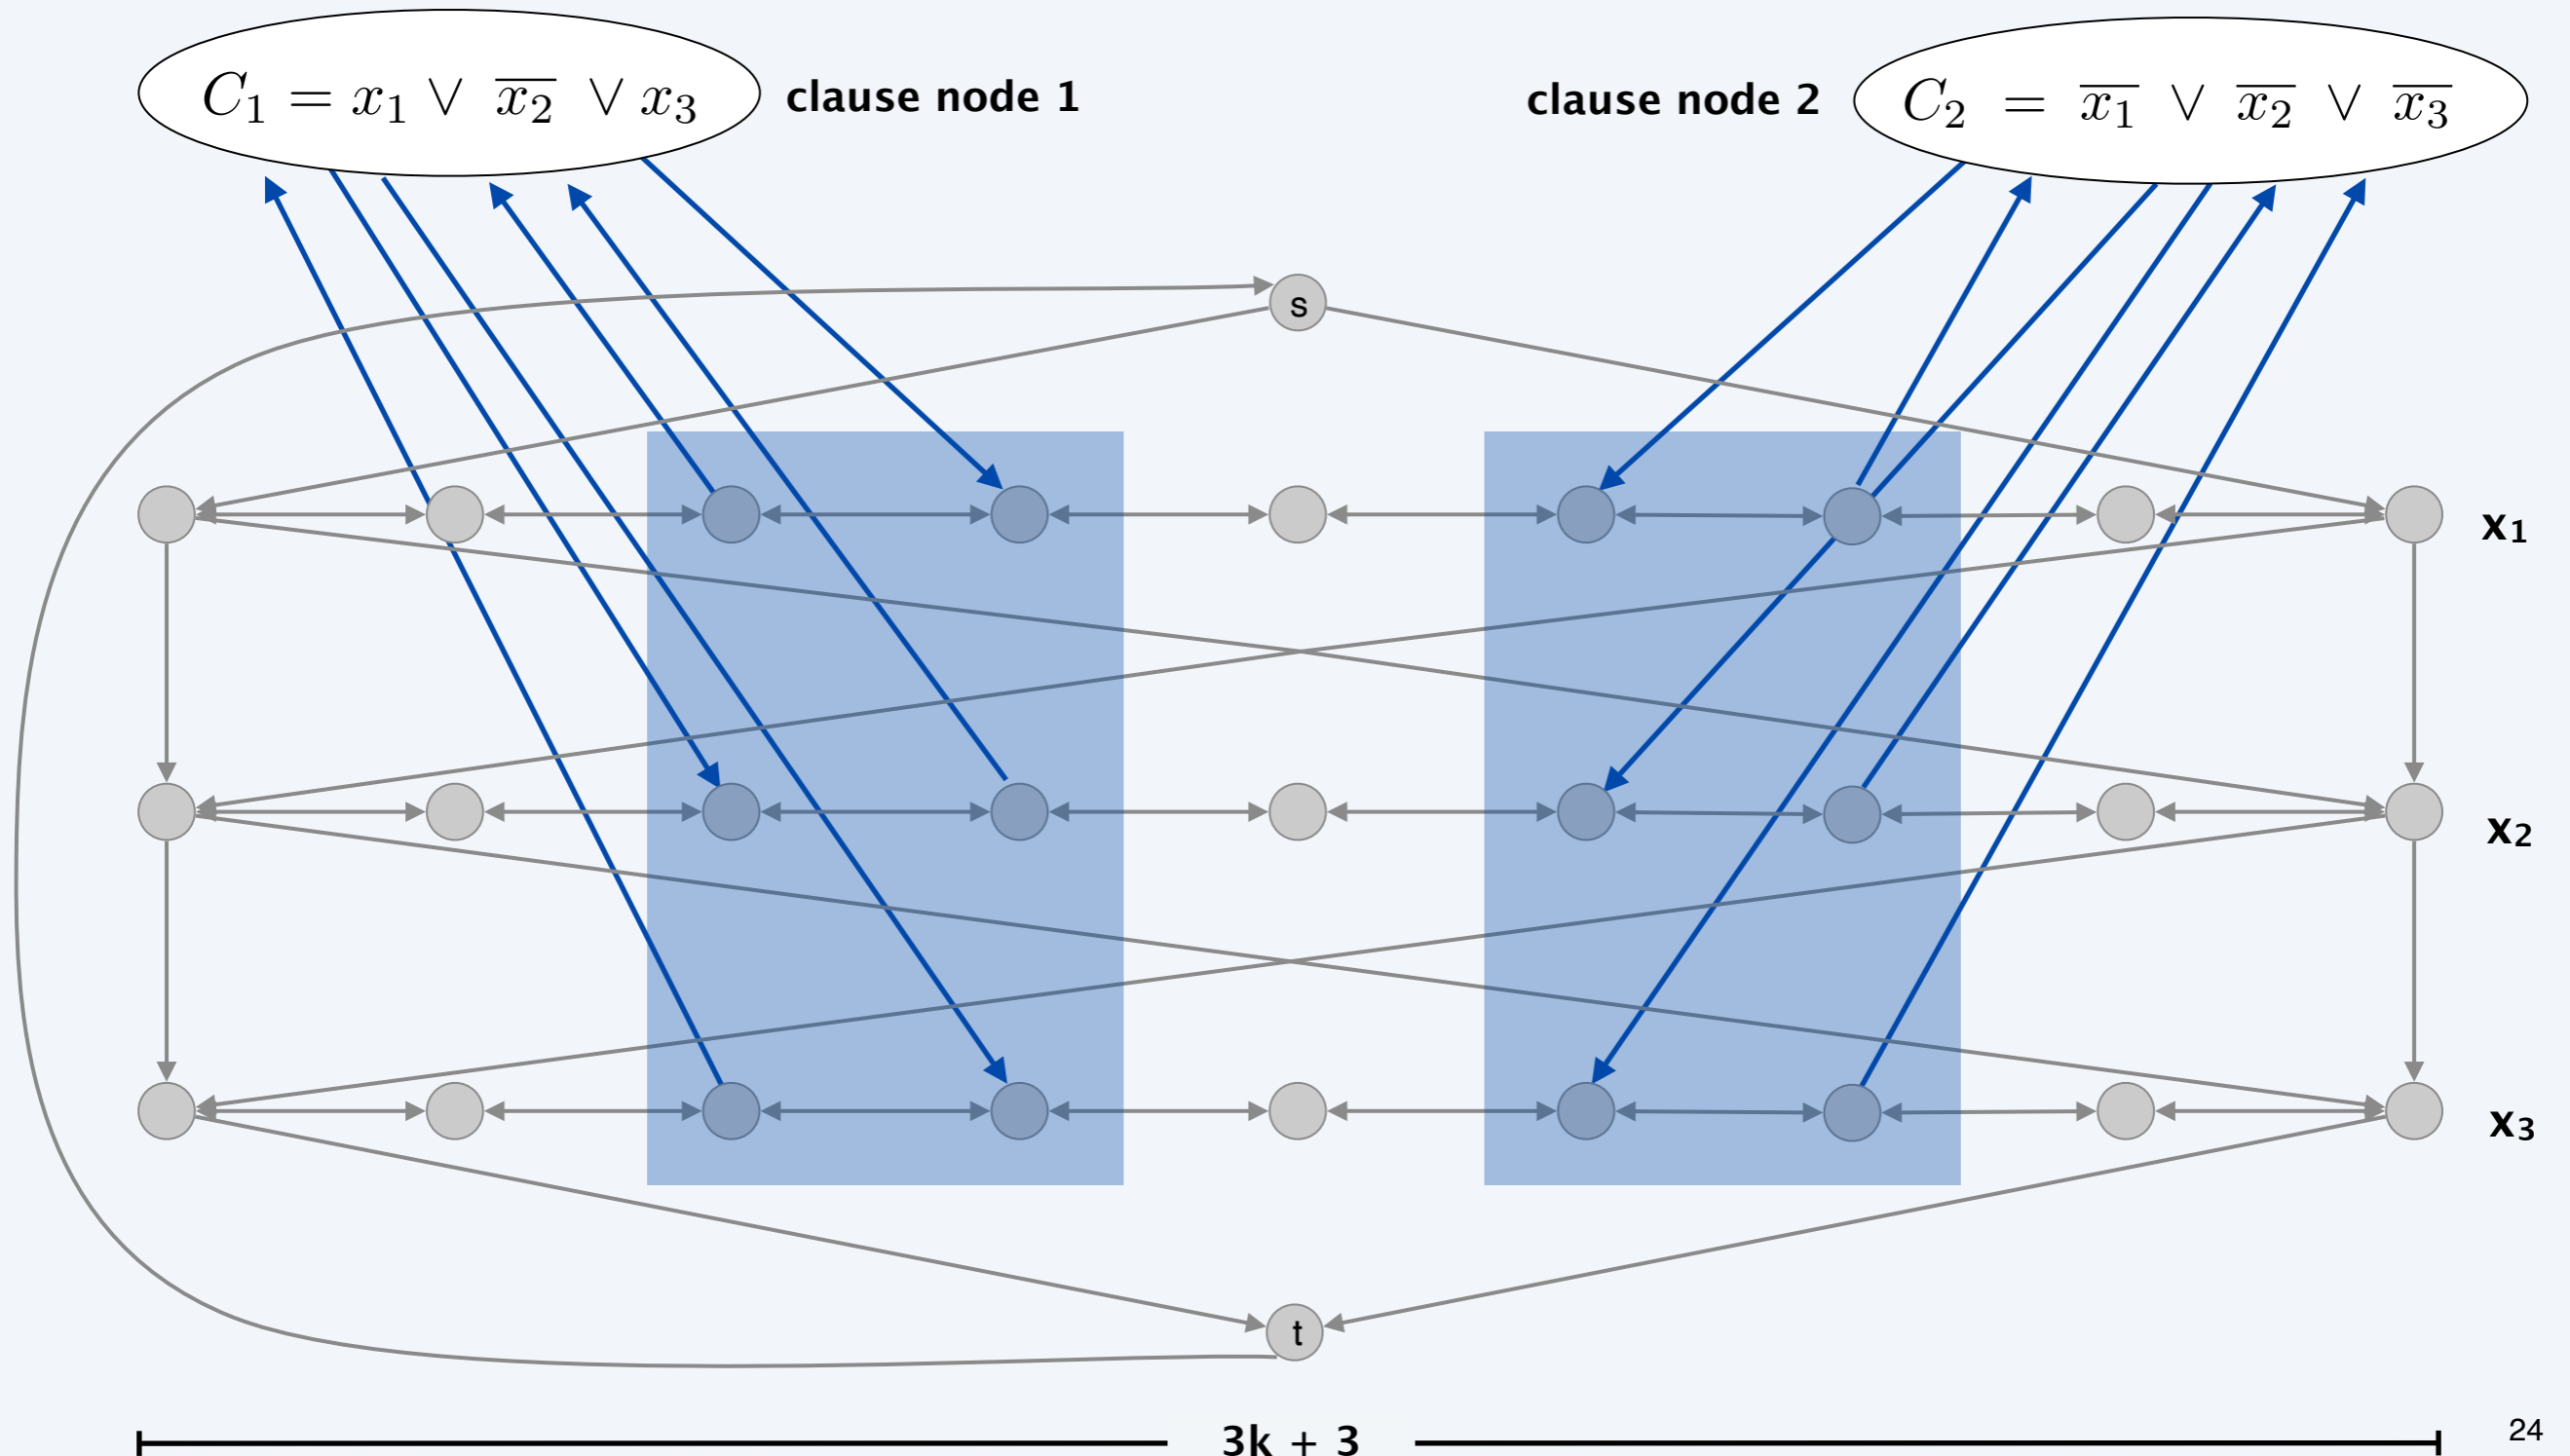 C₁ = x₁ ∨ x̅₂ ∨ x₃
clause node 1
clause node 2
C₂ = x̅₁ ∨ x̅₂ ∨ x̅₃
s
x₁
x₂
x₃
t
3k + 3
24